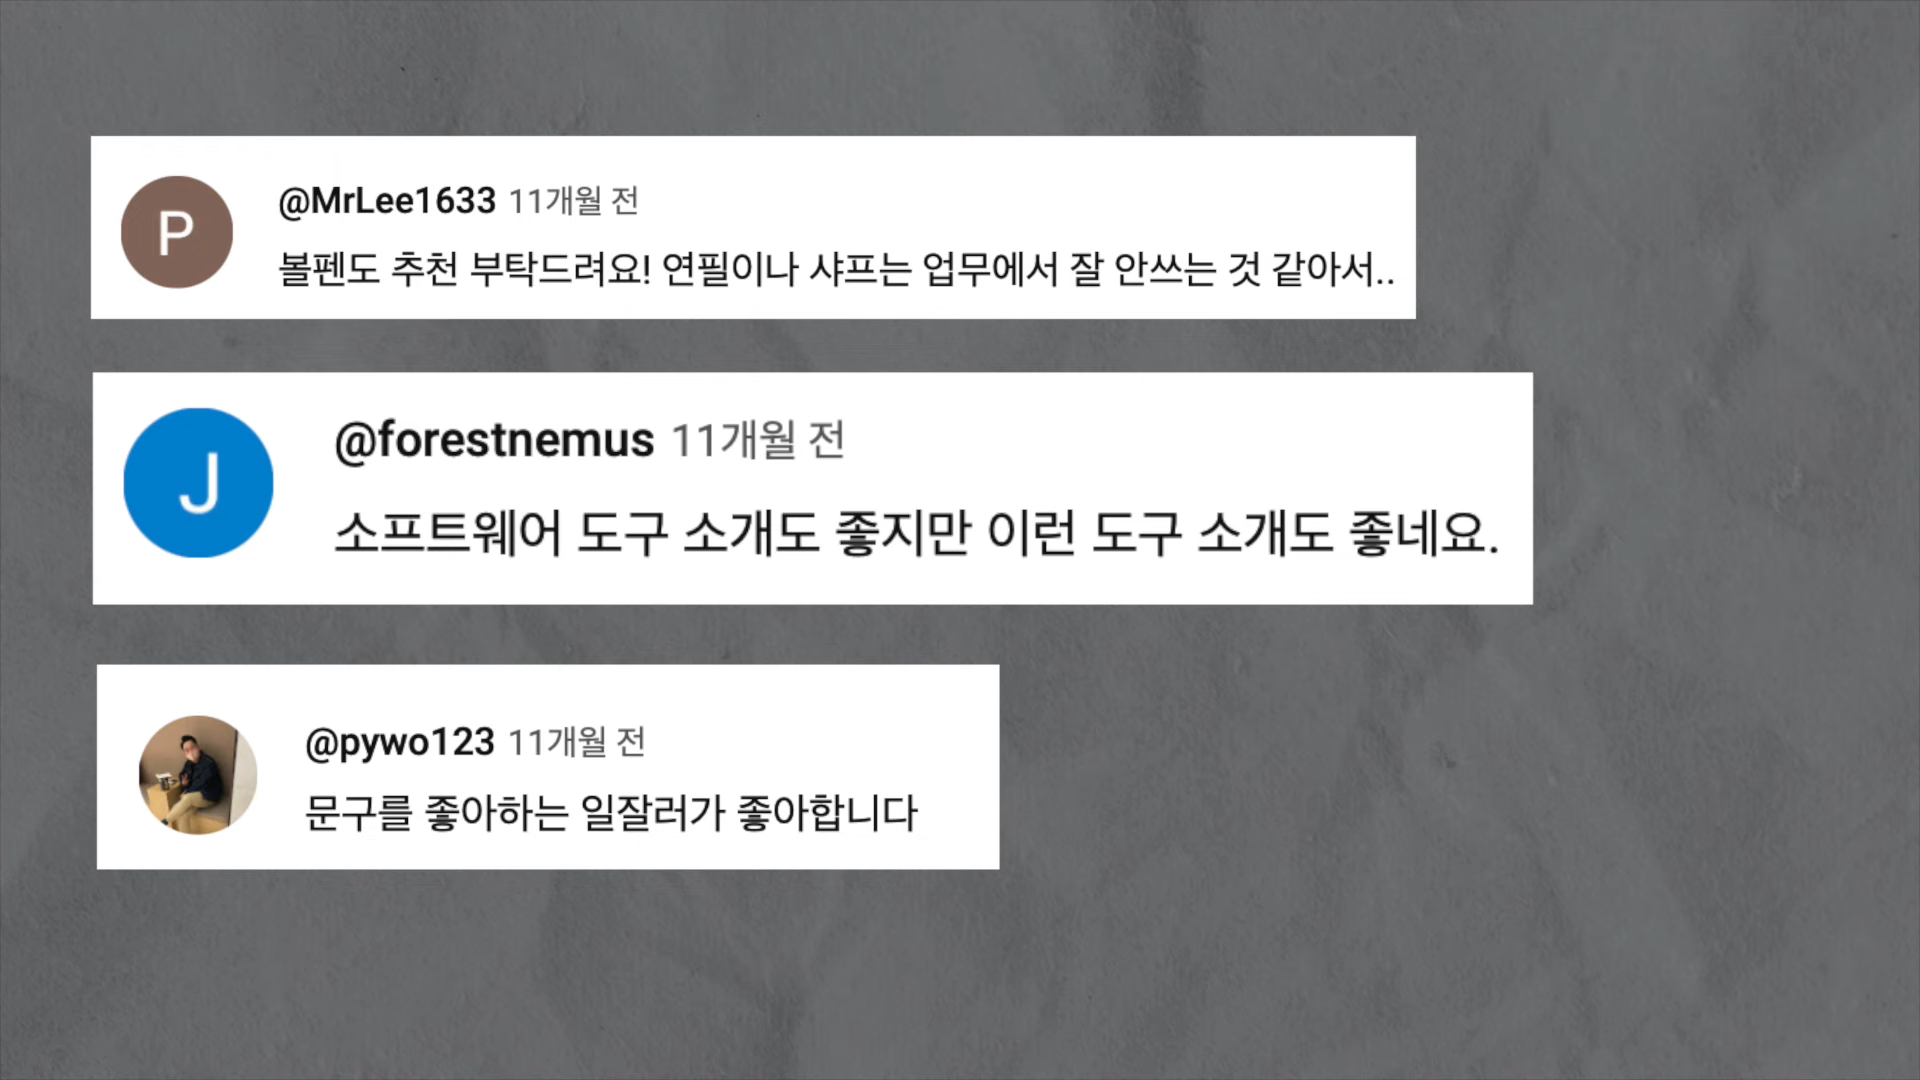 P
@MrLee1633 11개월 전
볼펜도 추천 부탁드려요! 연필이나 샤프는 업무에서 잘 안쓰는 것 같아서..
J
@forestnemus 11개월 전
소프트웨어 도구 소개도 좋지만 이런 도구 소개도 좋네요.
@pywo123 11개월 전
문구를 좋아하는 일잘러가 좋아합니다